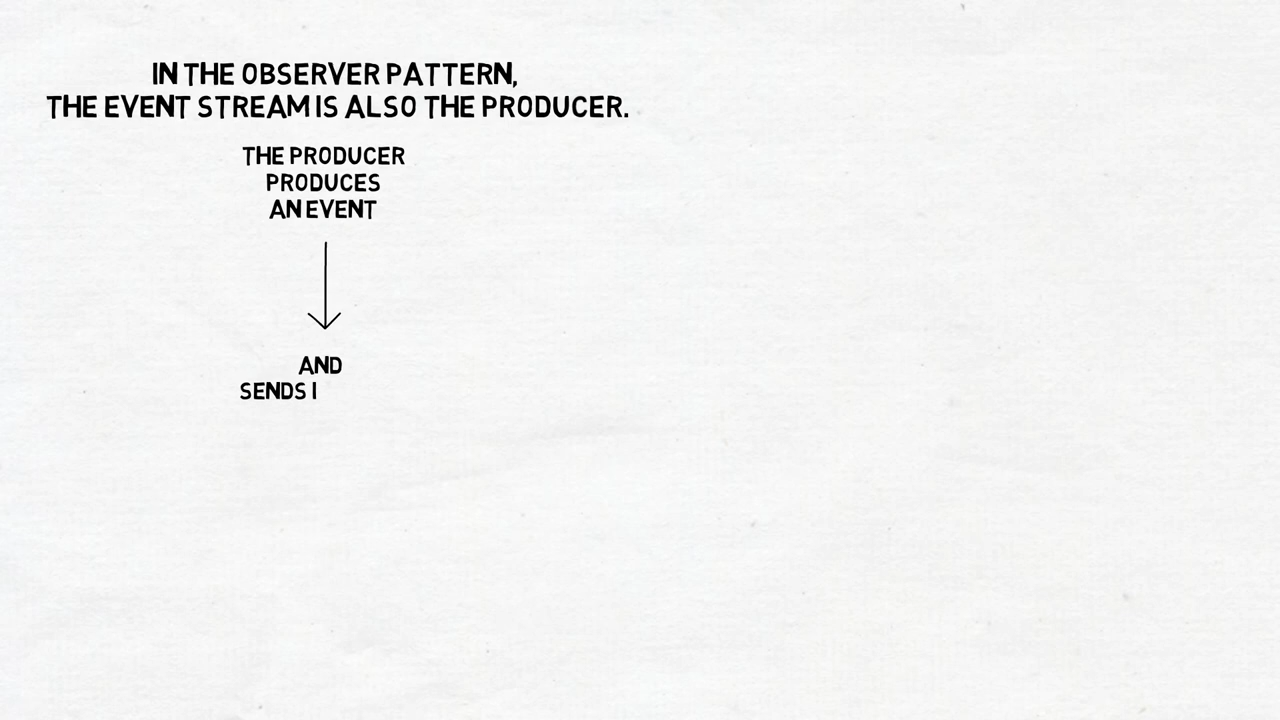 IN THE OBSERVER PATTERN,
THE EVENT STREAM IS ALSO THE PRODUCER.
THE PRODUCER
PRODUCES
AN EVENT
AND
SENDS I